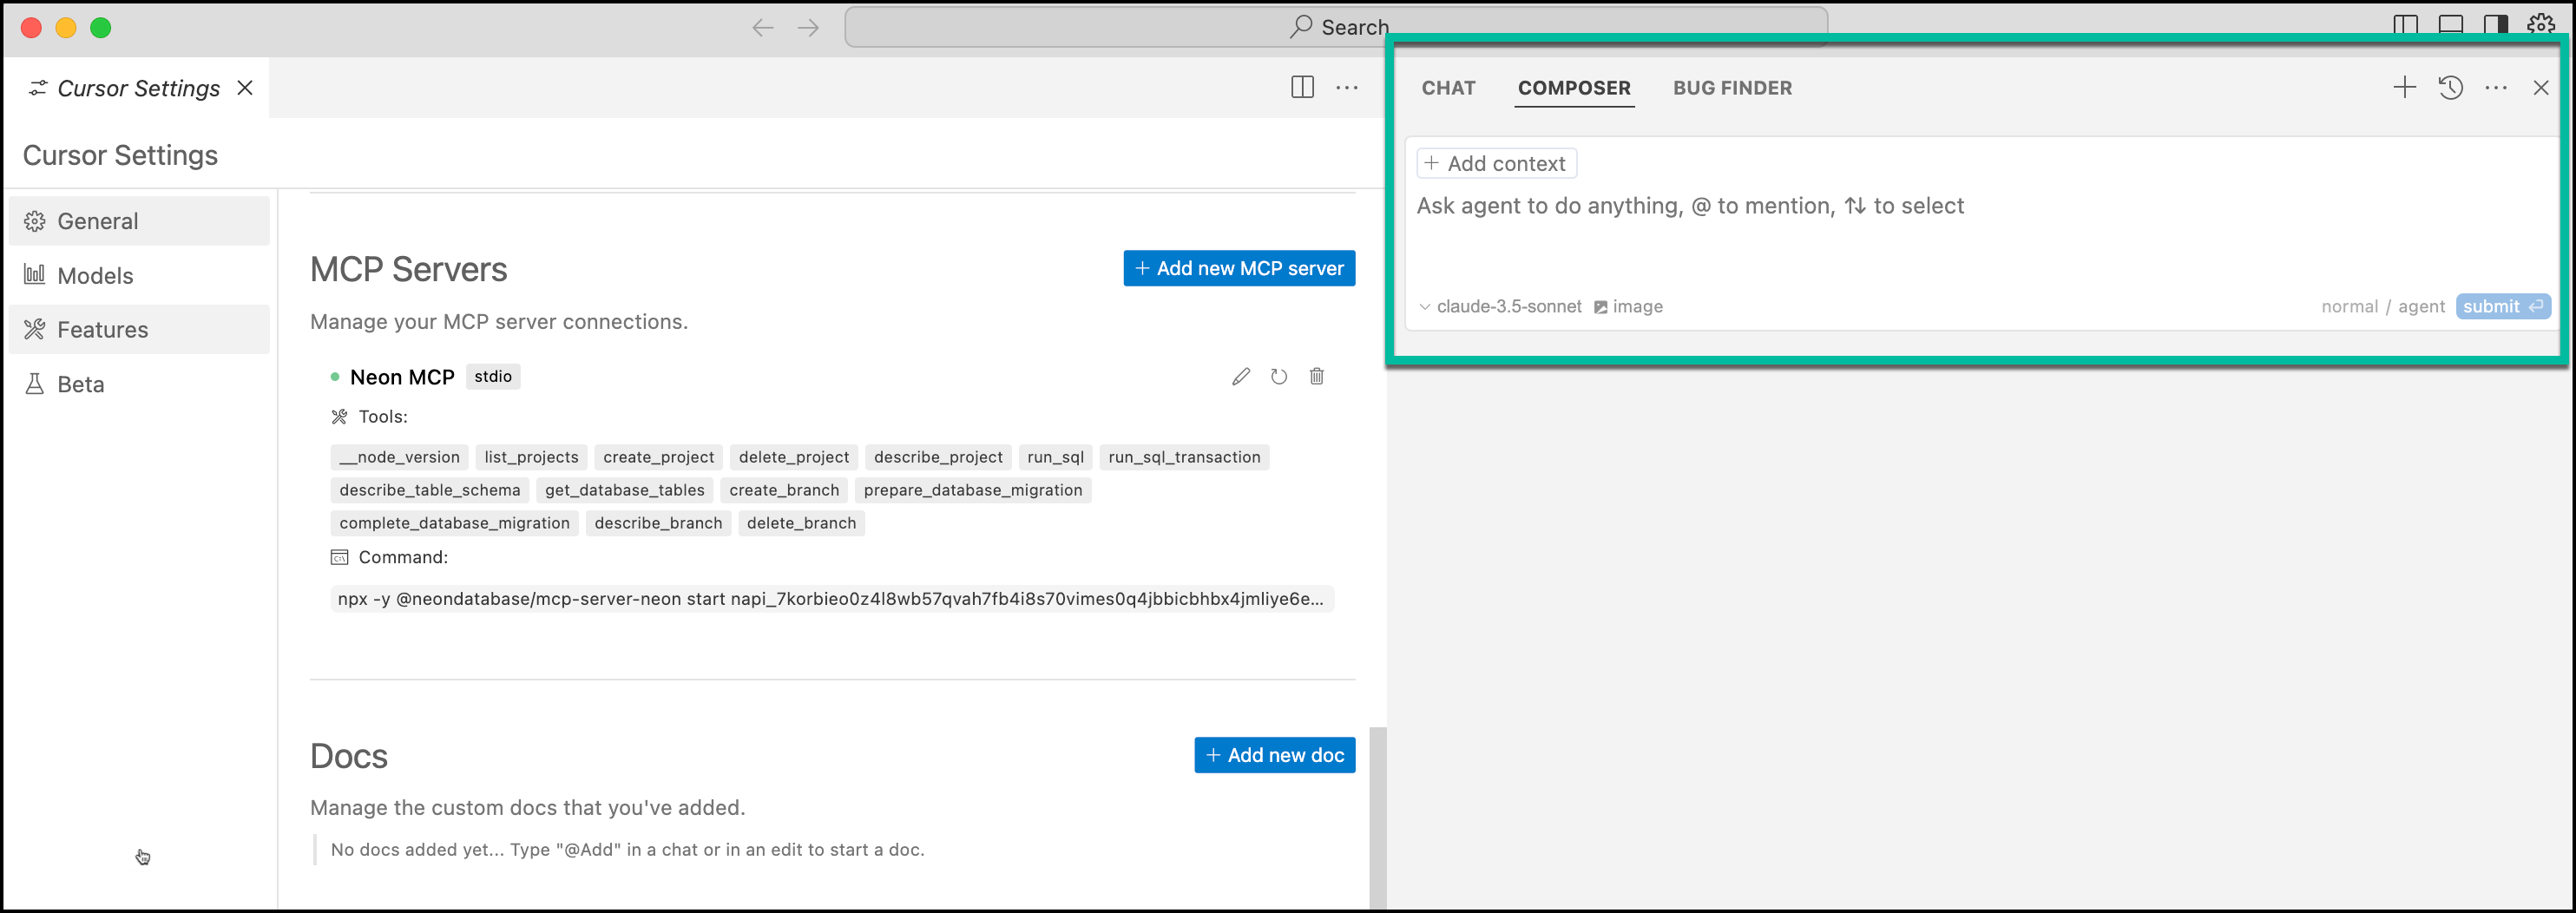 Search
Cursor Settings
Cursor Settings
General
Models
Features
Beta
MCP Servers
+ Add new MCP server
Manage your MCP server connections.
Neon MCP stdio
Tools:
__node_version list_projects create_project delete_project describe_project run_sql run_sql_transaction
describe_table_schema get_database_tables create_branch prepare_database_migration
complete_database_migration describe_branch delete_branch
Command:
npx -y @neondatabase/mcp-server-neon start napi_7korbieo0z4l8wb57qvah7fb4i8s70vimes0q4jbbicbhbx4jmliye6e...
Docs
+ Add new doc
Manage the custom docs that you've added.
No docs added yet... Type "@Add" in a chat or in an edit to start a doc.
CHAT COMPOSER BUG FINDER
+ Add context
Ask agent to do anything, @ to mention, ↑↓ to select
claude-3.5-sonnet image normal / agent submit